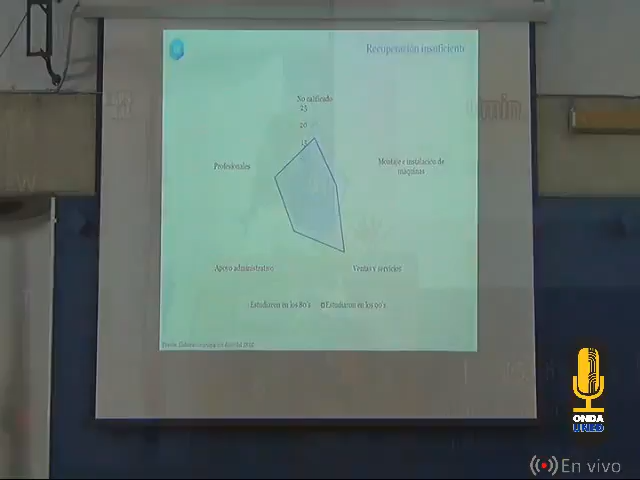 Recuperación insuficiente
No calificado
25
20
15
Profesionales
Montaje e instalación de
máquinas
Apoyo administrativo
Ventas y servicios
Estudiaron en los 80's
Estudiaron en los 90's
ONDA
UNED
En vivo